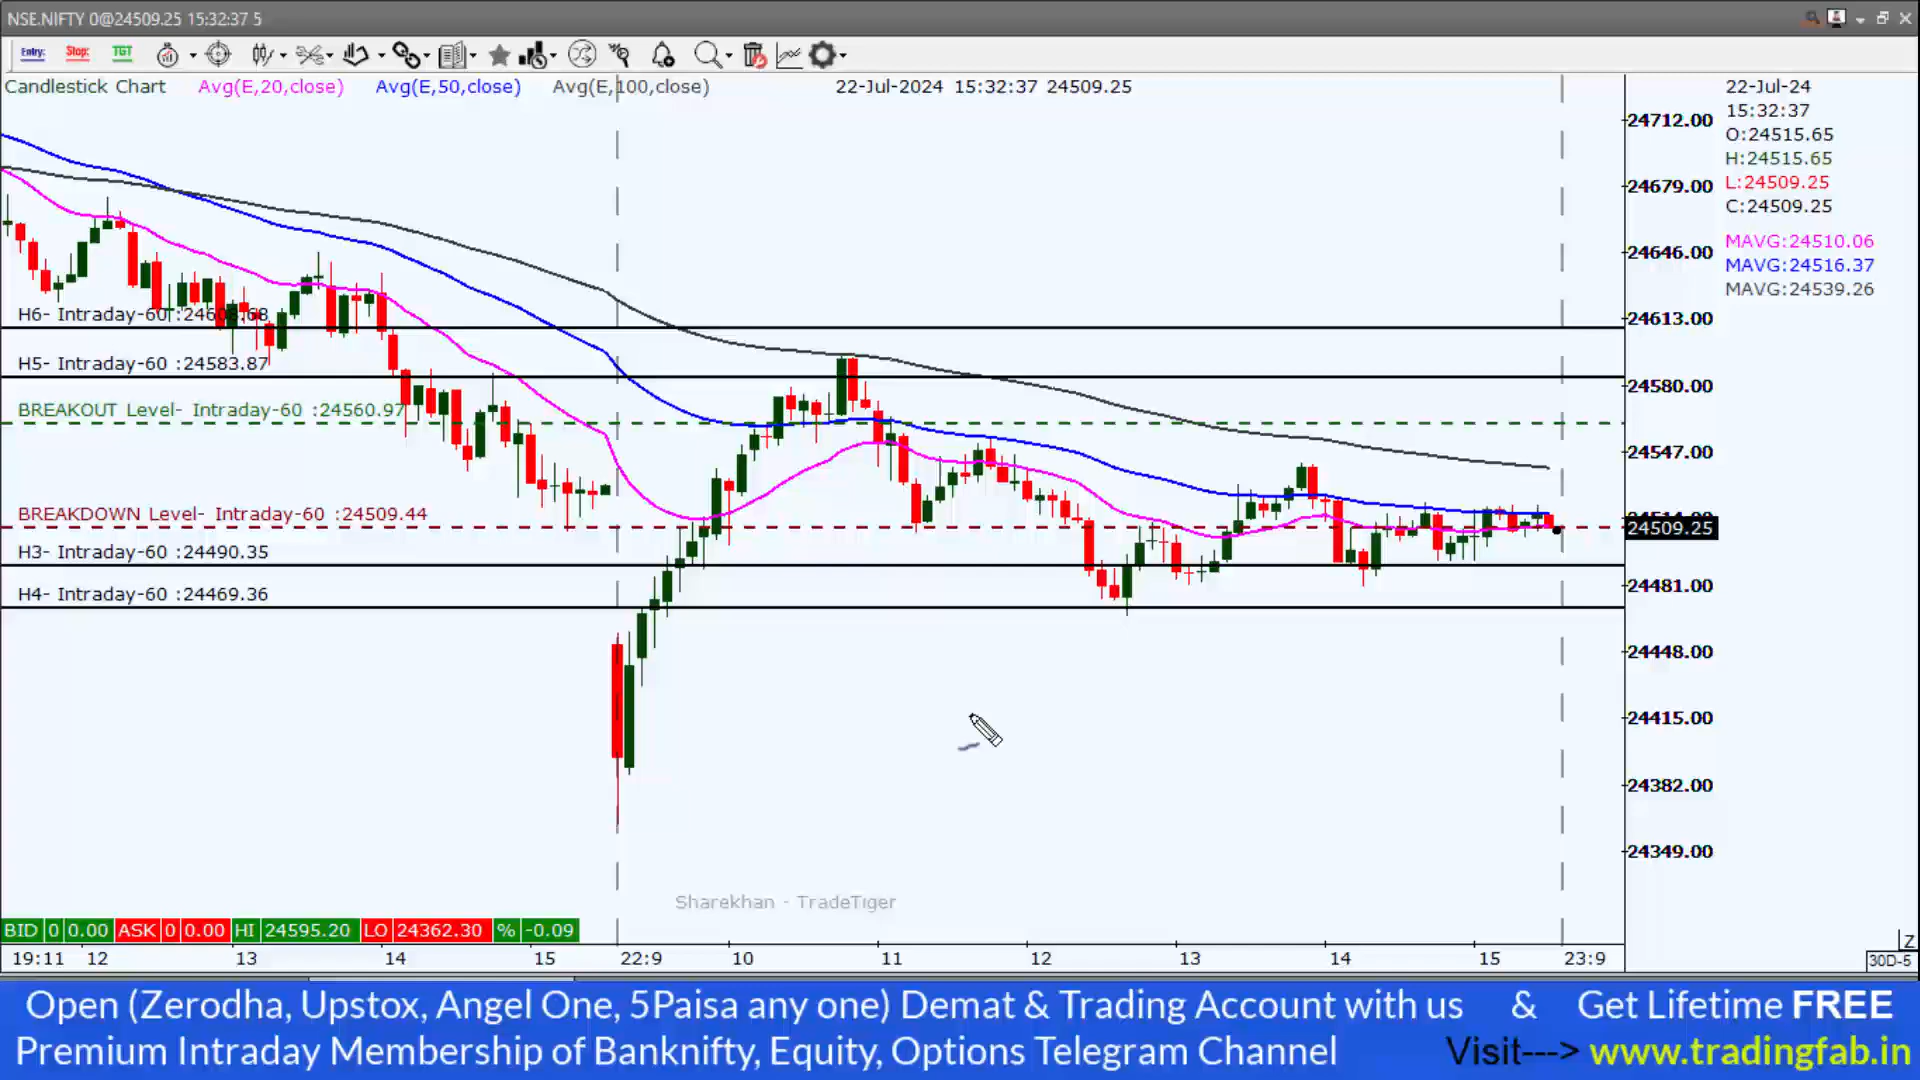 NSE.NIFTY 0@24509.25 15:32:37 5
Entry: Stop: TGT
Candlestick Chart Avg(E,20,close) Avg(E,50,close) Avg(E,100,close) 22-Jul-2024 15:32:37 24509.25
22-Jul-24
15:32:37
O:24515.65
H:24515.65
L:24509.25
C:24509.25
MAVG:24510.06
MAVG:24516.37
MAVG:24539.26
24712.00
24679.00
24646.00
24613.00
24580.00
24547.00
24509.25
24481.00
24448.00
24415.00
24382.00
24349.00
H6- Intraday-60 :24608.68
H5- Intraday-60 :24583.87
BREAKOUT Level- Intraday-60 :24560.97
BREAKDOWN Level- Intraday-60 :24509.44
H3- Intraday-60 :24490.35
H4- Intraday-60 :24469.36
Sharekhan - TradeTiger
BID 0 0.00 ASK 0 0.00 HI 24595.20 LO 24362.30 % -0.09
Z
19:11 12 13 14 15 22:9 10 11 12 13 14 15 23:9 30D-5
Open (Zerodha, Upstox, Angel One, 5Paisa any one) Demat & Trading Account with us & Get Lifetime FREE
Premium Intraday Membership of Banknifty, Equity, Options Telegram Channel Visit---> www.tradingfab.in